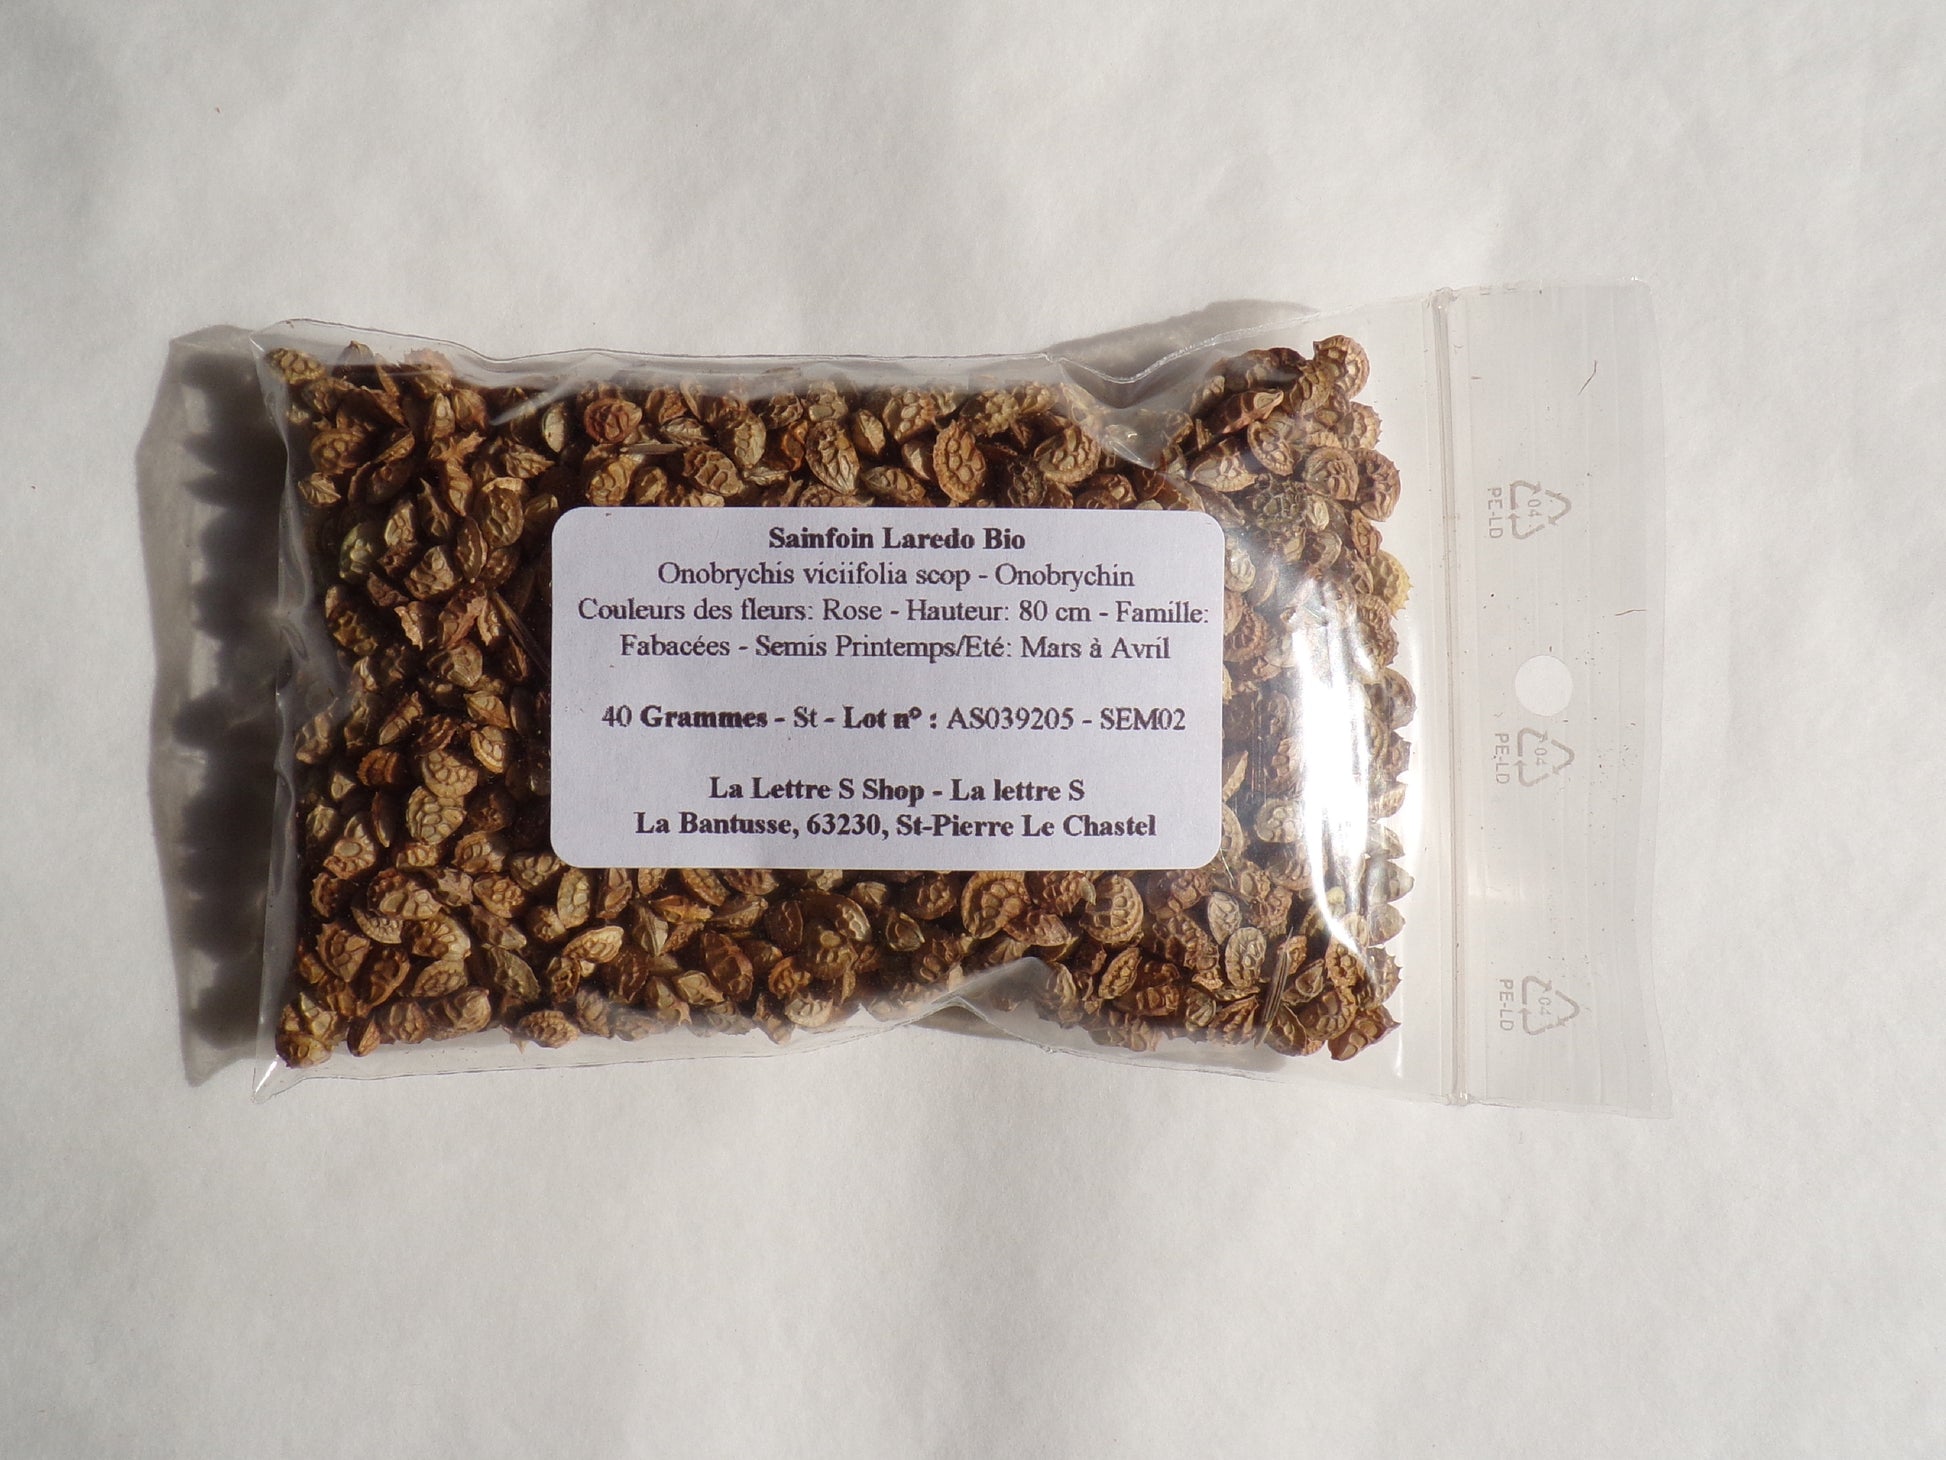 Sainfoin Laredo Bio
Onobrychis viciifolia scop - Onobrychin
Couleurs des fleurs: Rose - Hauteur: 80 cm - Famille:
Fabacées - Semis Printemps/Eté: Mars à Avril
40 Grammes - St - Lot n° : AS039205 - SEM02
La Lettre S Shop - La lettre S
La Bantusse, 63230, St-Pierre Le Chastel
04
PE-LD
04
PE-LD
04
PE-LD